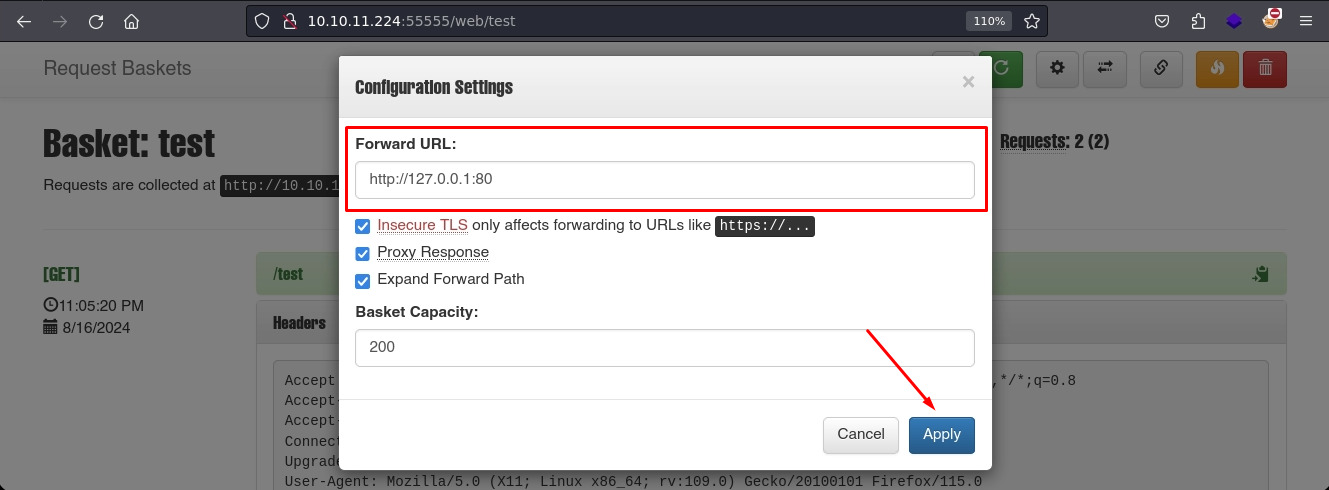 10.10.11.224:55555/web/test
110%
Request Baskets
Configuration Settings
×
Basket: test
Requests: 2 (2)
Requests are collected at http://10.10.1
Forward URL:
http://127.0.0.1:80
Insecure TLS only affects forwarding to URLs like https://...
Proxy Response
Expand Forward Path
Basket Capacity:
200
Cancel
Apply
[GET]
11:05:20 PM
8/16/2024
/test
Headers
Accept ,*/*;q=0.8
Accept-
Accept-
Connect
Upgrade
User-Agent: Mozilla/5.0 (X11; Linux x86_64; rv:109.0) Gecko/20100101 Firefox/115.0